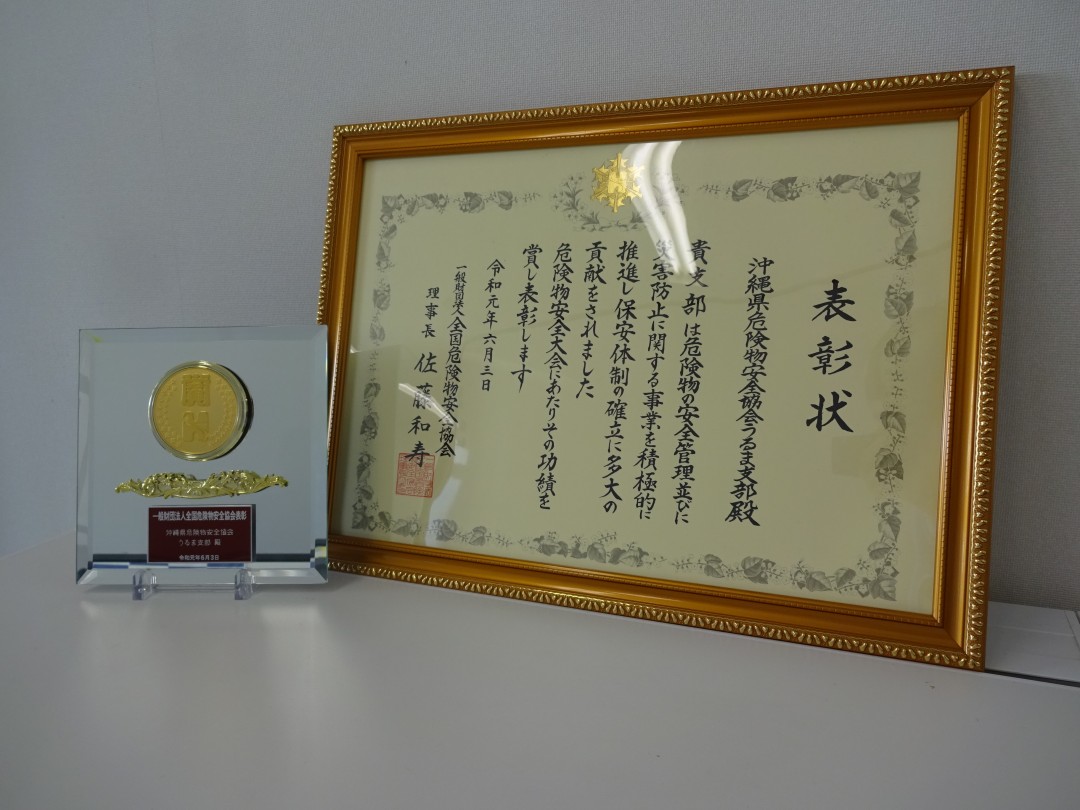 表彰状
沖縄県危険物安全協会うるま支部殿
貴支部は危険物の安全管理並びに
災害防止に関する事業を積極的に
推進し保安体制の確立に多大の
貢献をされました
危険物安全大会にあたりその功績を
賞し表彰します
令和元年六月三日
一般財団法人全国危険物安全協会
理事長 佐藤和寿
一般財団法人全国危険物安全協会表彰
沖縄県危険物安全協会
うるま支部 殿
令和元年6月3日